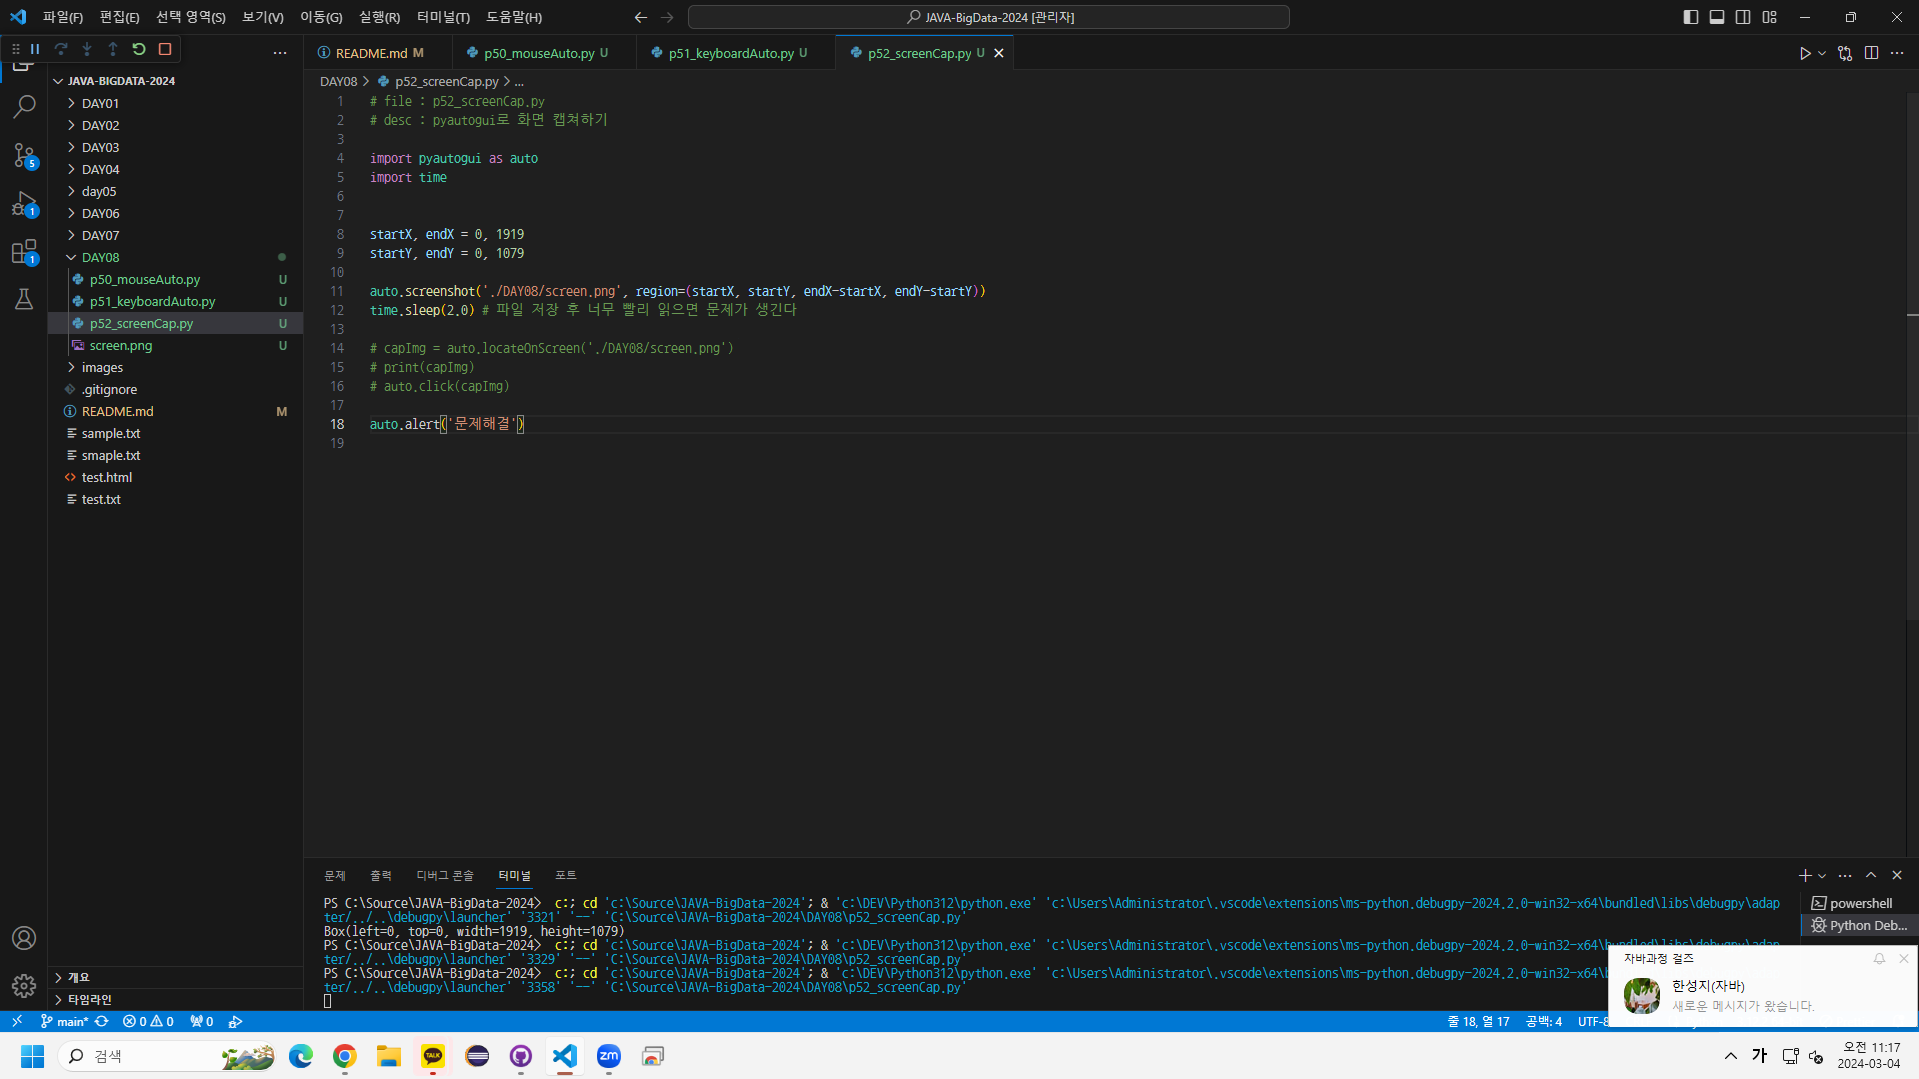 파일(F) 편집(E) 선택 영역(S) 보기(V) 이동(G) 실행(R) 터미널(T) 도움말(H)
JAVA-BigData-2024 [관리자]
README.md M
p50_mouseAuto.py U
p51_keyboardAuto.py U
p52_screenCap.py U
JAVA-BIGDATA-2024
DAY01
DAY02
DAY03
DAY04
day05
DAY06
DAY07
DAY08
p50_mouseAuto.py U
p51_keyboardAuto.py U
p52_screenCap.py U
screen.png U
images
.gitignore
README.md M
sample.txt
smaple.txt
test.html
test.txt
5
1
1
개요
타임라인
DAY08 > p52_screenCap.py > ...
1 # file : p52_screenCap.py
2 # desc : pyautogui로 화면 캡쳐하기
3
4 import pyautogui as auto
5 import time
6
7
8 startX, endX = 0, 1919
9 startY, endY = 0, 1079
10
11 auto.screenshot('./DAY08/screen.png', region=(startX, startY, endX-startX, endY-startY))
12 time.sleep(2.0) # 파일 저장 후 너무 빨리 읽으면 문제가 생긴다
13
14 # capImg = auto.locateOnScreen('./DAY08/screen.png')
15 # print(capImg)
16 # auto.click(capImg)
17
18 auto.alert('문제해결')
19
문제 출력 디버그 콘솔 터미널 포트
PS C:\Source\JAVA-BigData-2024> c:; cd 'c:\Source\JAVA-BigData-2024'; & 'c:\DEV\Python312\python.exe' 'c:\Users\Administrator\.vscode\extensions\ms-python.debugpy-2024.2.0-win32-x64\bundled\libs\debugpy\adap
ter/../..\debugpy\launcher' '3321' '--' 'C:\Source\JAVA-BigData-2024\DAY08\p52_screenCap.py'
Box(left=0, top=0, width=1919, height=1079)
PS C:\Source\JAVA-BigData-2024> c:; cd 'c:\Source\JAVA-BigData-2024'; & 'c:\DEV\Python312\python.exe' 'c:\Users\Administrator\.vscode\extensions\ms-python.debugpy-2024.2.0-win32-x64\bundled\libs\debugpy\adap
ter/../..\debugpy\launcher' '3329' '--' 'C:\Source\JAVA-BigData-2024\DAY08\p52_screenCap.py'
PS C:\Source\JAVA-BigData-2024> c:; cd 'c:\Source\JAVA-BigData-2024'; & 'c:\DEV\Python312\python.exe' 'c:\Users\Administrator\.vscode\extensions\ms-python.debugpy-2024.2.0-win32-x64\b
ter/../..\debugpy\launcher' '3358' '--' 'C:\Source\JAVA-BigData-2024\DAY08\p52_screenCap.py'
powershell
Python Deb...
자바과정 걸즈
한성지(자바)
새로운 메시지가 왔습니다.
main* 0 0 0
줄 18, 열 17 공백: 4 UTF-8
검색
TALK
zm
가
오전 11:17
2024-03-04